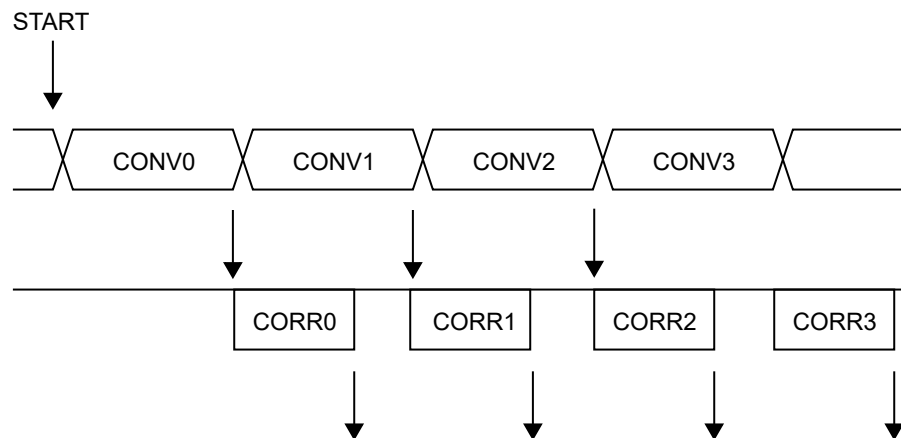 START
CONV0 CONV1 CONV2 CONV3
CORR0 CORR1 CORR2 CORR3